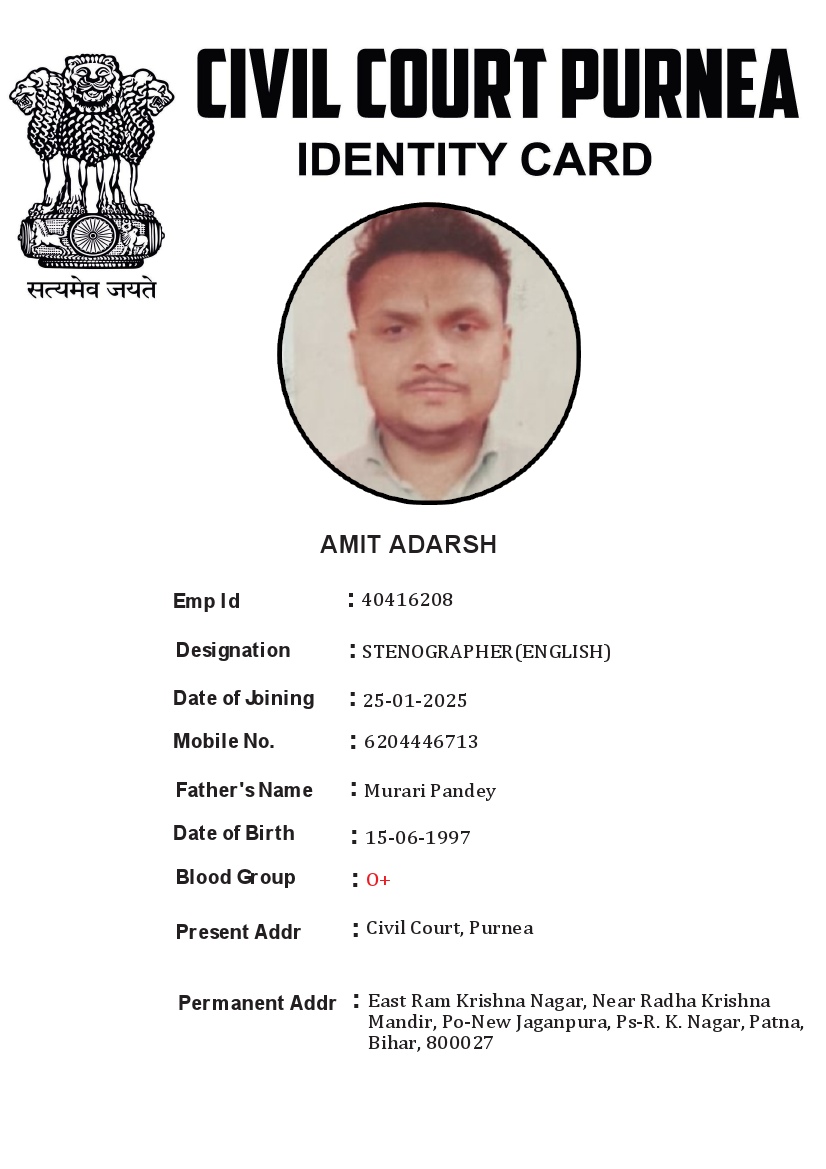 CIVIL COURT PURNEA
IDENTITY CARD
सत्यमेव जयते
AMIT ADARSH
Emp Id : 40416208
Designation : STENOGRAPHER(ENGLISH)
Date of Joining : 25-01-2025
Mobile No. : 6204446713
Father's Name : Murari Pandey
Date of Birth : 15-06-1997
Blood Group : O+
Present Addr : Civil Court, Purnea
Permanent Addr : East Ram Krishna Nagar, Near Radha Krishna
Mandir, Po-New Jaganpura, Ps-R. K. Nagar, Patna,
Bihar, 800027